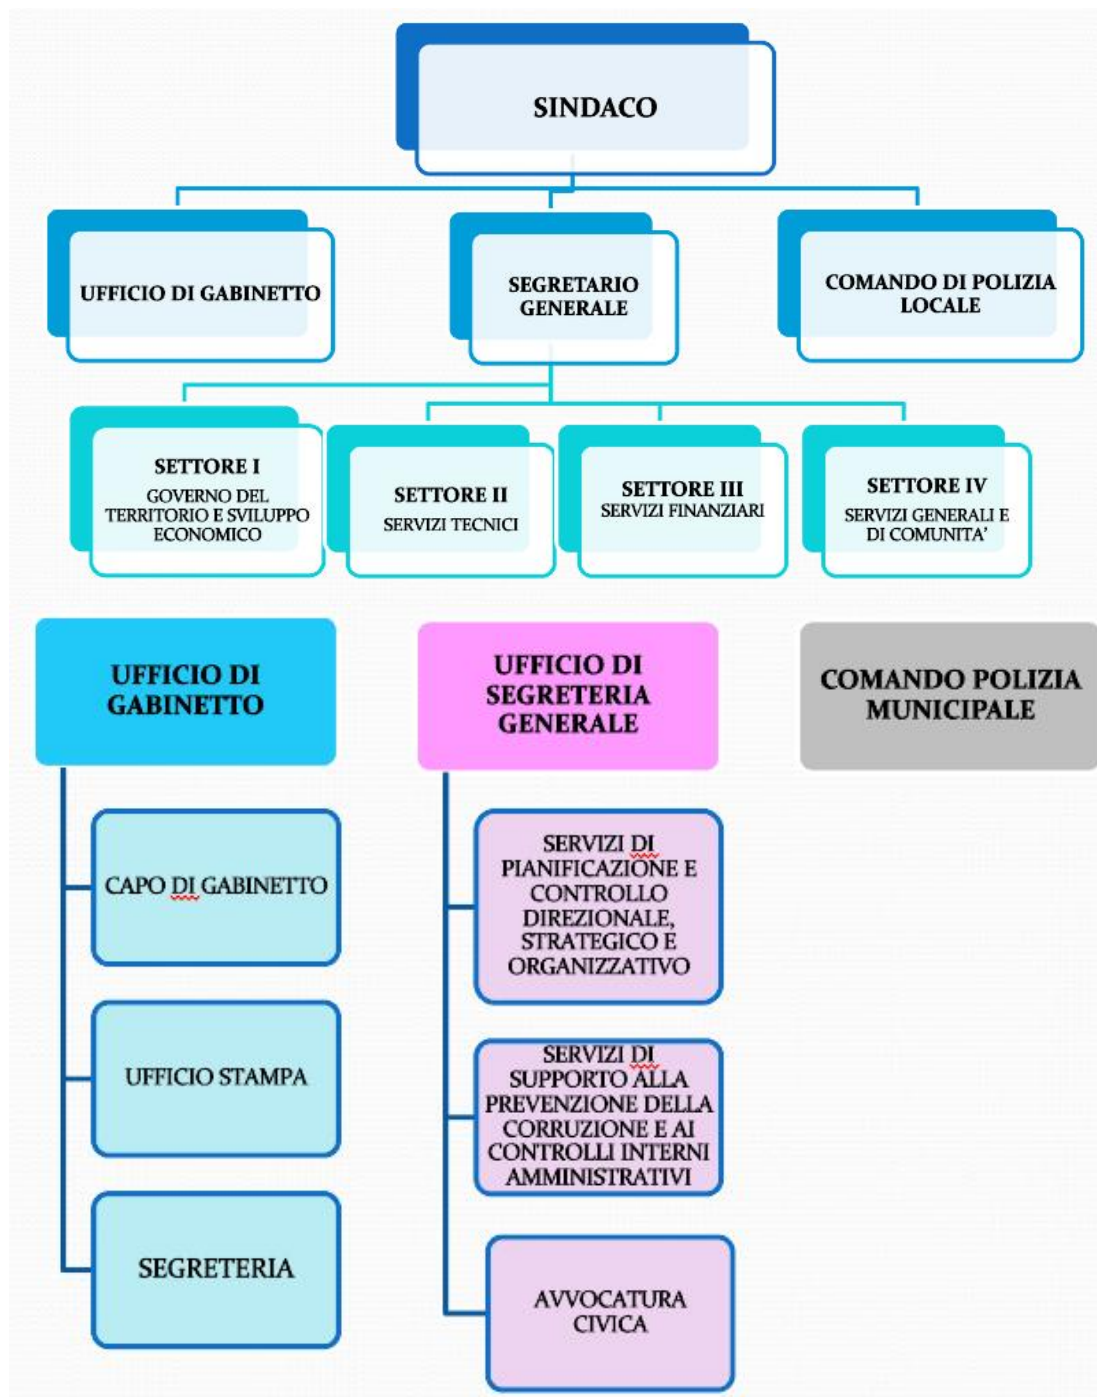 SINDACO
UFFICIO DI GABINETTO
SEGRETARIO
GENERALE
COMANDO DI POLIZIA
LOCALE
SETTORE I
GOVERNO DEL
TERRITORIO E SVILUPPO
ECONOMICO
SETTORE II
SERVIZI TECNICI
SETTORE III
SERVIZI FINANZIARI
SETTORE IV
SERVIZI GENERALI E
DI COMUNITA’
UFFICIO DI
GABINETTO
CAPO DI GABINETTO
UFFICIO STAMPA
SEGRETERIA
UFFICIO DI
SEGRETERIA
GENERALE
SERVIZI DI
PIANIFICAZIONE E
CONTROLLO
DIREZIONALE,
STRATEGICO E
ORGANIZZATIVO
SERVIZI DI
SUPPORTO ALLA
PREVENZIONE DELLA
CORRUZIONE E AI
CONTROLLI INTERNI
AMMINISTRATIVI
AVVOCATURA
CIVICA
COMANDO POLIZIA
MUNICIPALE